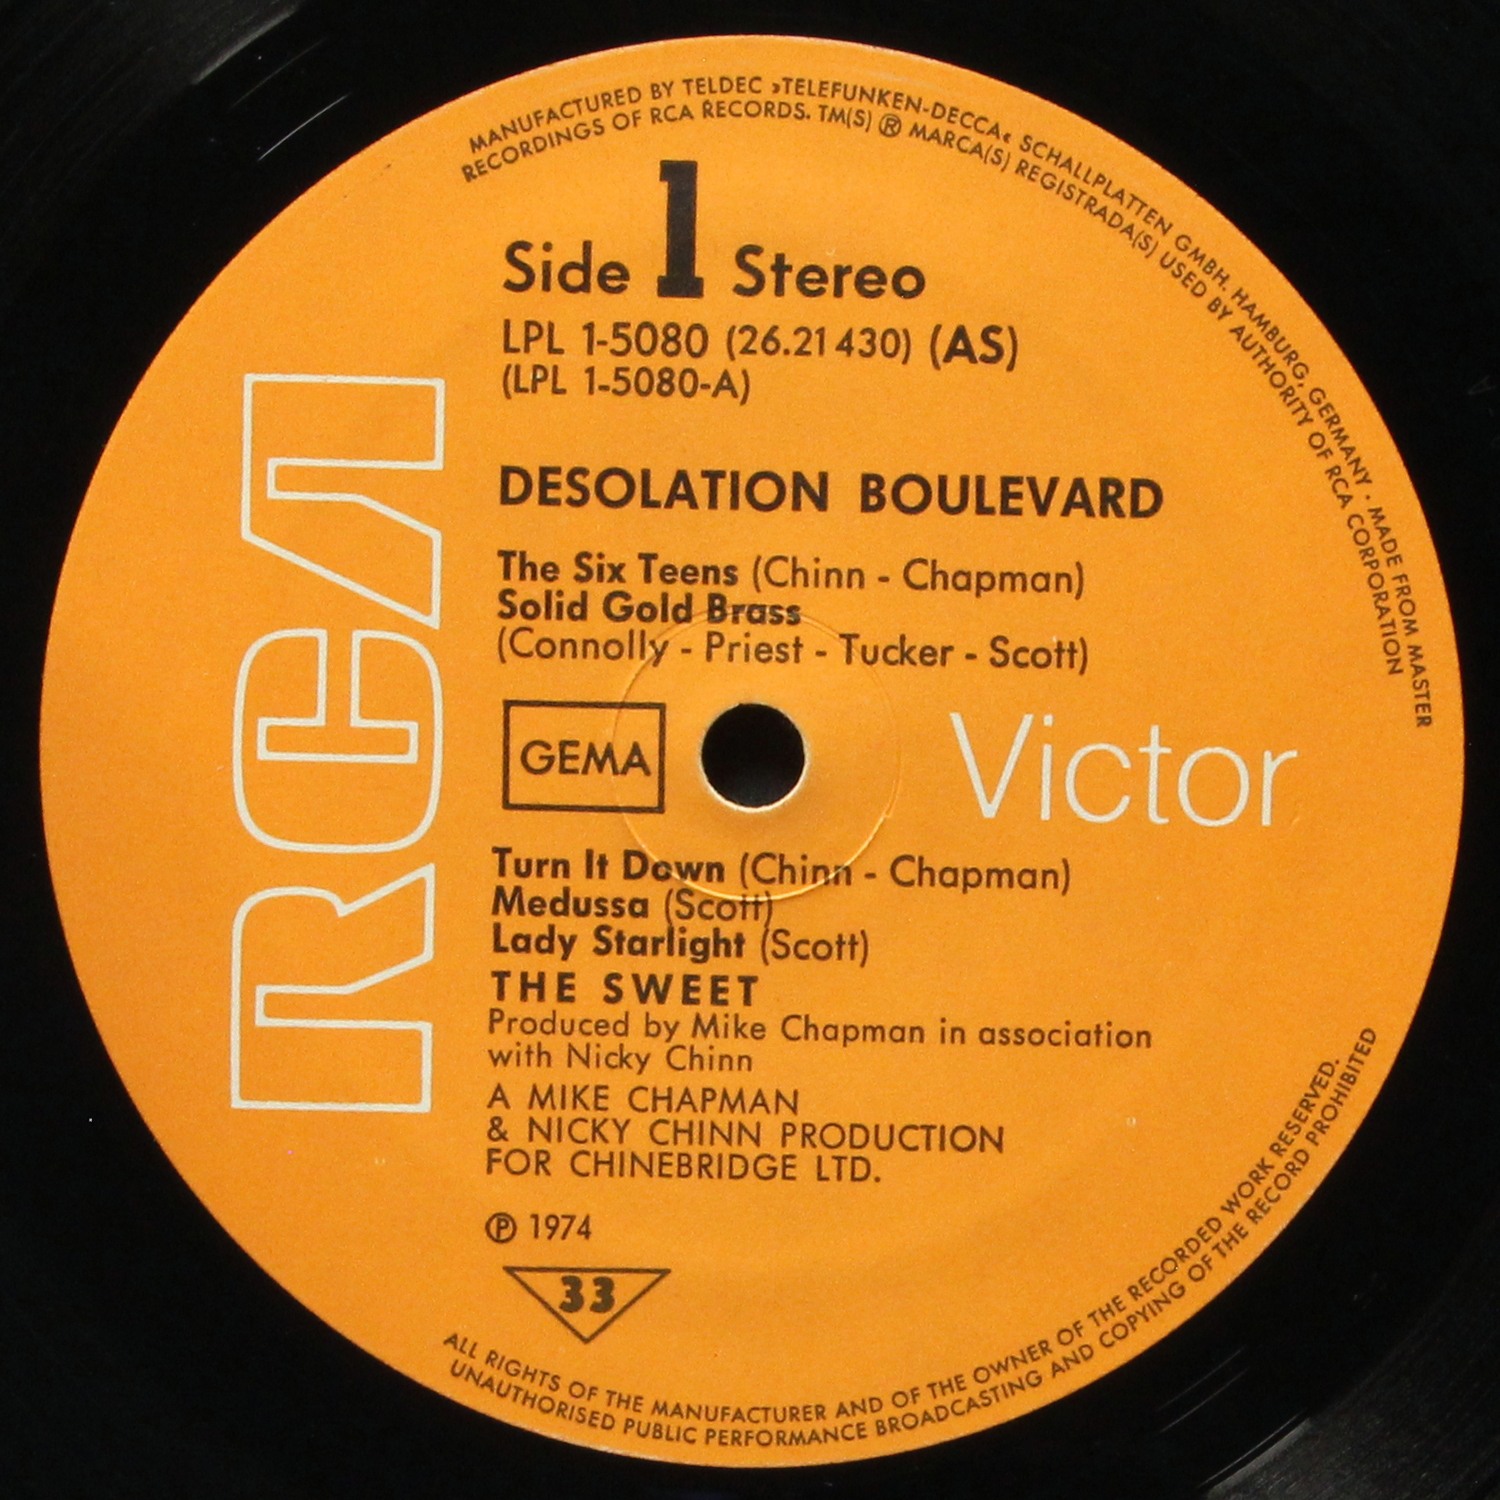 MANUFACTURED BY TELDEC »TELEFUNKEN-DECCA« SCHALLPLATTEN GMBH. HAMBURG, GERMANY · MADE FROM MASTER
RECORDINGS OF RCA RECORDS. TM(S) ® MARCA(S) REGISTRADA(S) USED BY AUTHORITY OF RCA CORPORATION
Side 1 Stereo
LPL 1-5080 (26.21430) (AS)
(LPL 1-5080-A)
RCA
DESOLATION BOULEVARD
The Six Teens (Chinn - Chapman)
Solid Gold Brass
(Connolly - Priest - Tucker - Scott)
GEMA
Victor
Turn It Down (Chinn - Chapman)
Medussa (Scott)
Lady Starlight (Scott)
THE SWEET
Produced by Mike Chapman in association
with Nicky Chinn
A MIKE CHAPMAN
& NICKY CHINN PRODUCTION
FOR CHINEBRIDGE LTD.
℗ 1974
33
ALL RIGHTS OF THE MANUFACTURER AND OF THE OWNER OF THE RECORDED WORK RESERVED.
UNAUTHORISED PUBLIC PERFORMANCE BROADCASTING AND COPYING OF THE RECORD PROHIBITED